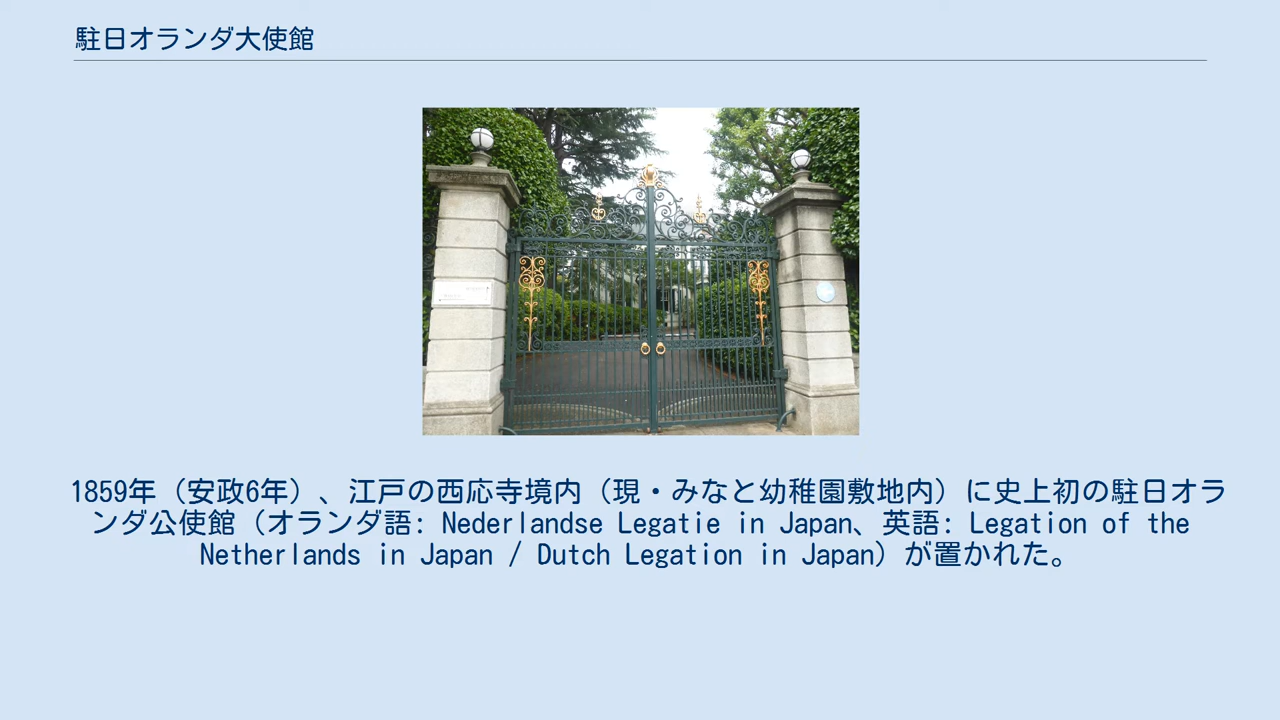 駐日オランダ大使館
1859年（安政6年）、江戸の西応寺境内（現・みなと幼稚園敷地内）に史上初の駐日オラ
ンダ公使館（オランダ語: Nederlandse Legatie in Japan、英語: Legation of the
Netherlands in Japan / Dutch Legation in Japan）が置かれた。